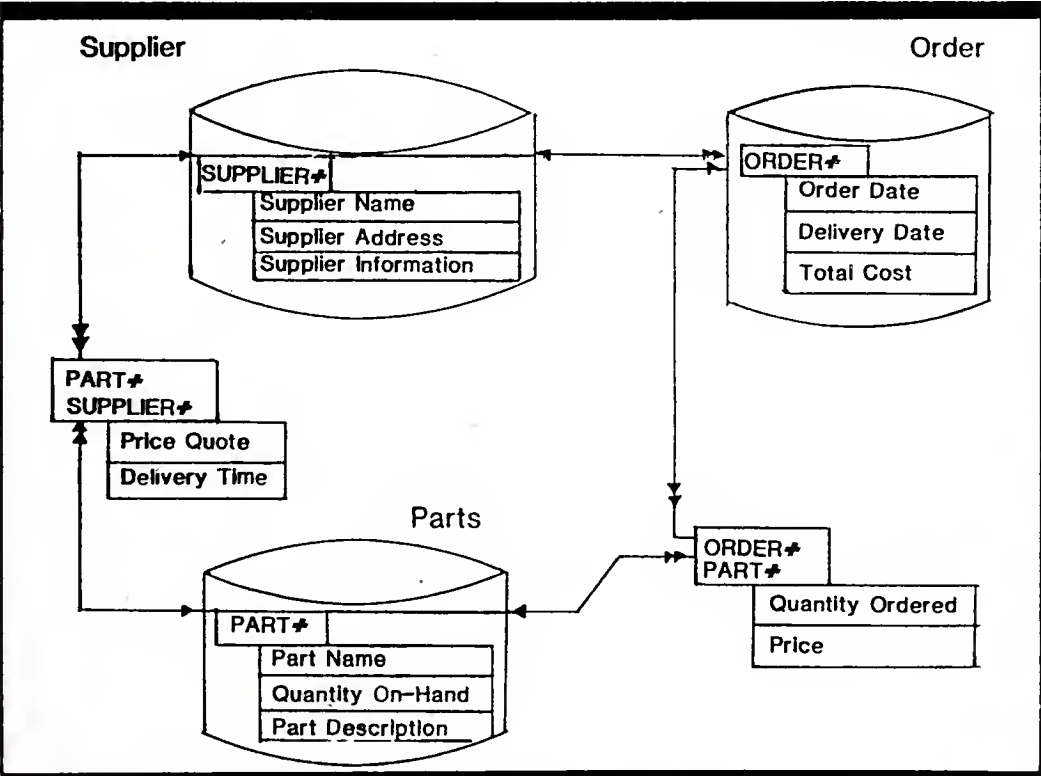 Supplier
Order
SUPPLIER#
Supplier Name
Supplier Address
Supplier Information
ORDER#
Order Date
Delivery Date
Total Cost
PART#
SUPPLIER#
Price Quote
Delivery Time
Parts
PART#
Part Name
Quantity On-Hand
Part Description
ORDER#
PART#
Quantity Ordered
Price